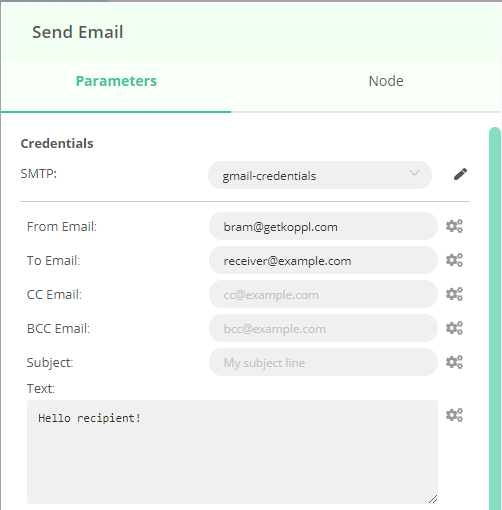 Send Email
Parameters Node
Credentials
SMTP: gmail-credentials
From Email: bram@getkoppl.com
To Email: receiver@example.com
CC Email: cc@example.com
BCC Email: bcc@example.com
Subject: My subject line
Text:
Hello recipient!